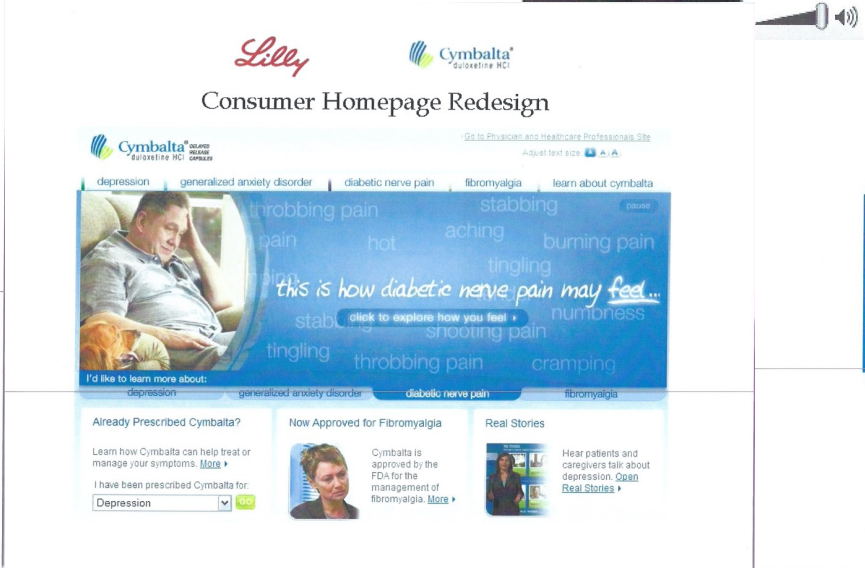 Lilly
Cymbalta®
duloxetine HCl
Consumer Homepage Redesign
Cymbalta® DELAYED RELEASE CAPSULES
duloxetine HCl
Go to Physician and Healthcare Professionals Site
Adjust text size: A A A
depression generalized anxiety disorder diabetic nerve pain fibromyalgia learn about cymbalta
throbbing pain stabbing pause
pain hot aching burning pain
tingling
this is how diabetic nerve pain may feel...
click to explore how you feel
numbness
shooting pain
tingling throbbing pain cramping
I'd like to learn more about:
depression generalized anxiety disorder diabetic nerve pain fibromyalgia
Already Prescribed Cymbalta?
Learn how Cymbalta can help treat or
manage your symptoms. More
I have been prescribed Cymbalta for:
Depression GO
Now Approved for Fibromyalgia
Cymbalta is
approved by the
FDA for the
management of
fibromyalgia. More
Real Stories
Hear patients and
caregivers talk about
depression. Open
Real Stories